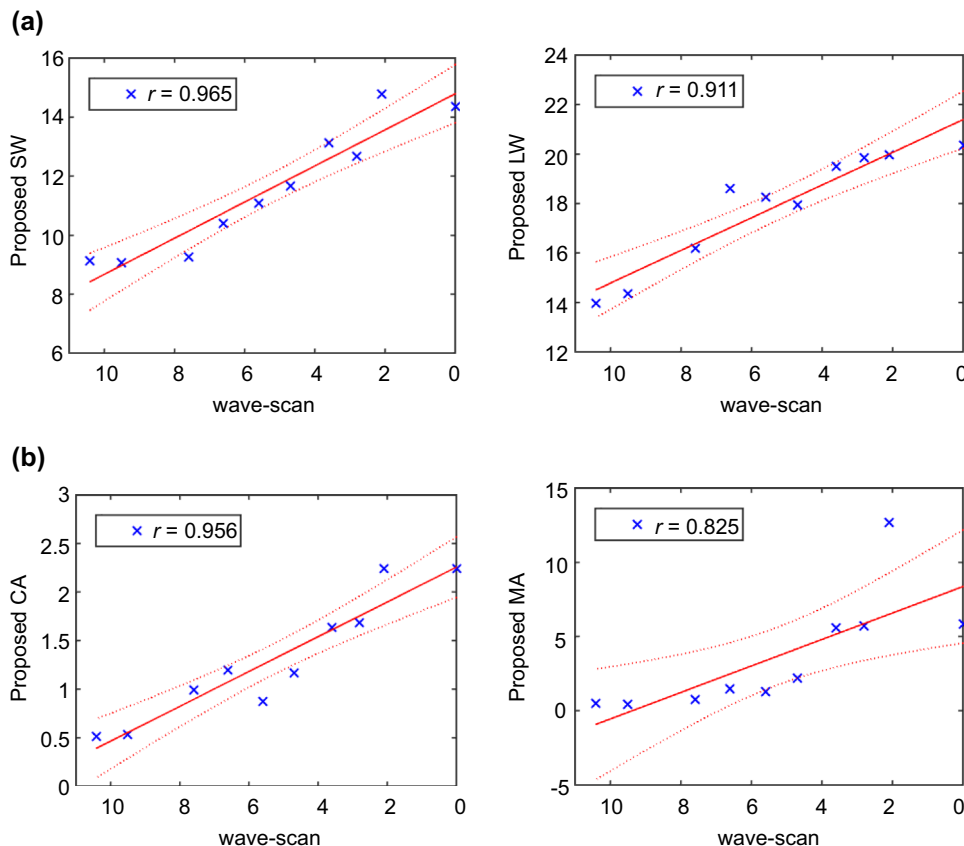 (a)
16
14
12
10
8
6
Proposed SW
r = 0.965
10 8 6 4 2 0
wave-scan
24
22
20
18
16
14
12
Proposed LW
r = 0.911
10 8 6 4 2 0
wave-scan
(b)
3
2.5
2
1.5
1
0.5
0
Proposed CA
r = 0.956
10 8 6 4 2 0
wave-scan
15
10
5
0
-5
Proposed MA
r = 0.825
10 8 6 4 2 0
wave-scan